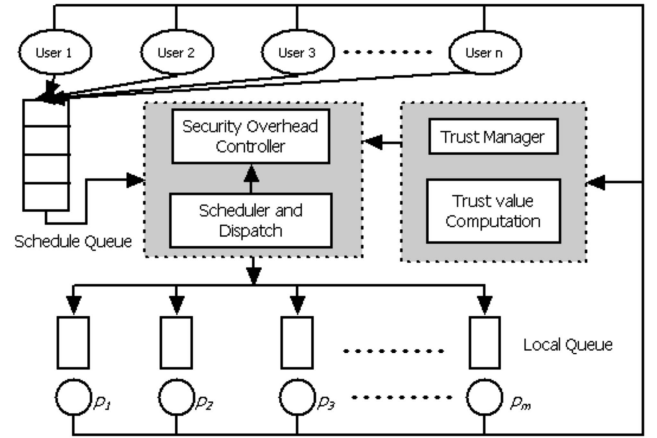 User 1
User 2
User 3
User n
Security Overhead
Controller
Trust Manager
Scheduler and
Dispatch
Trust value
Computation
Schedule Queue
Local Queue
p1
p2
p3
pm